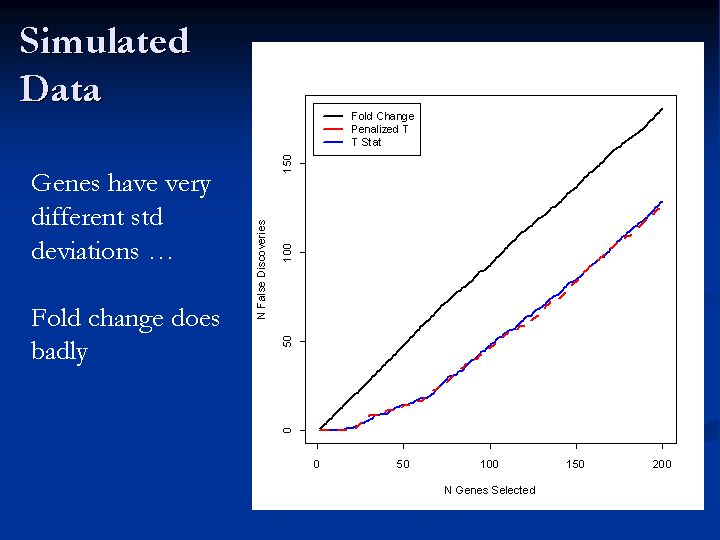 Simulated
Data
Genes have very
different std
deviations …
Fold change does
badly
Fold Change
Penalized T
T Stat
N False Discoveries
150
100
50
0
0 50 100 150 200
N Genes Selected